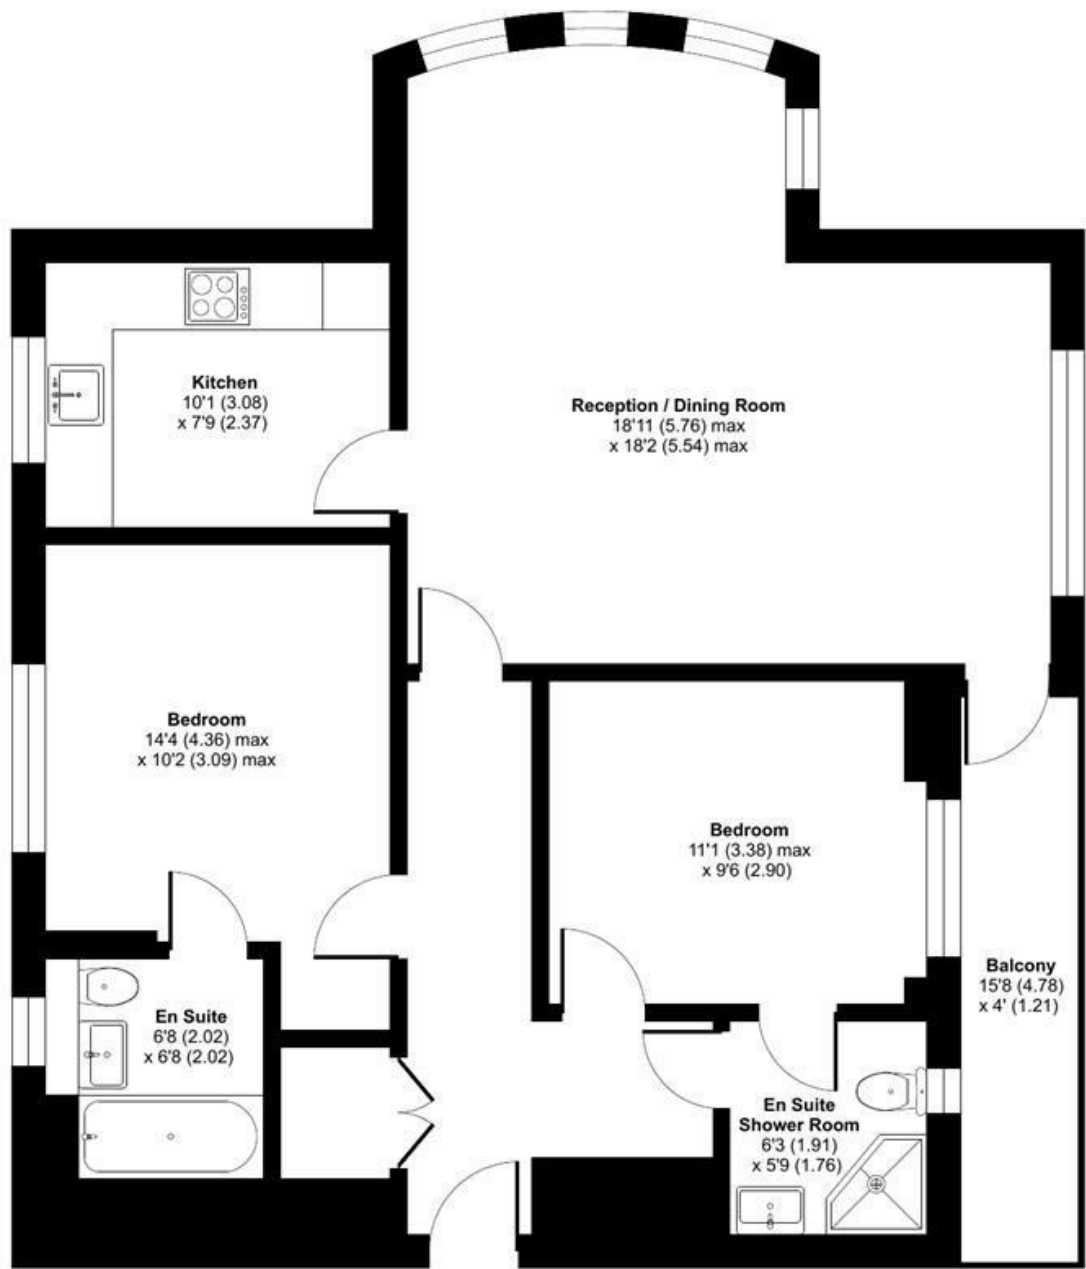 Kitchen
10'1 (3.08)
x 7'9 (2.37)
Reception / Dining Room
18'11 (5.76) max
x 18'2 (5.54) max
Bedroom
14'4 (4.36) max
x 10'2 (3.09) max
Bedroom
11'1 (3.38) max
x 9'6 (2.90)
Balcony
15'8 (4.78)
x 4' (1.21)
En Suite
6'8 (2.02)
x 6'8 (2.02)
En Suite
Shower Room
6'3 (1.91)
x 5'9 (1.76)